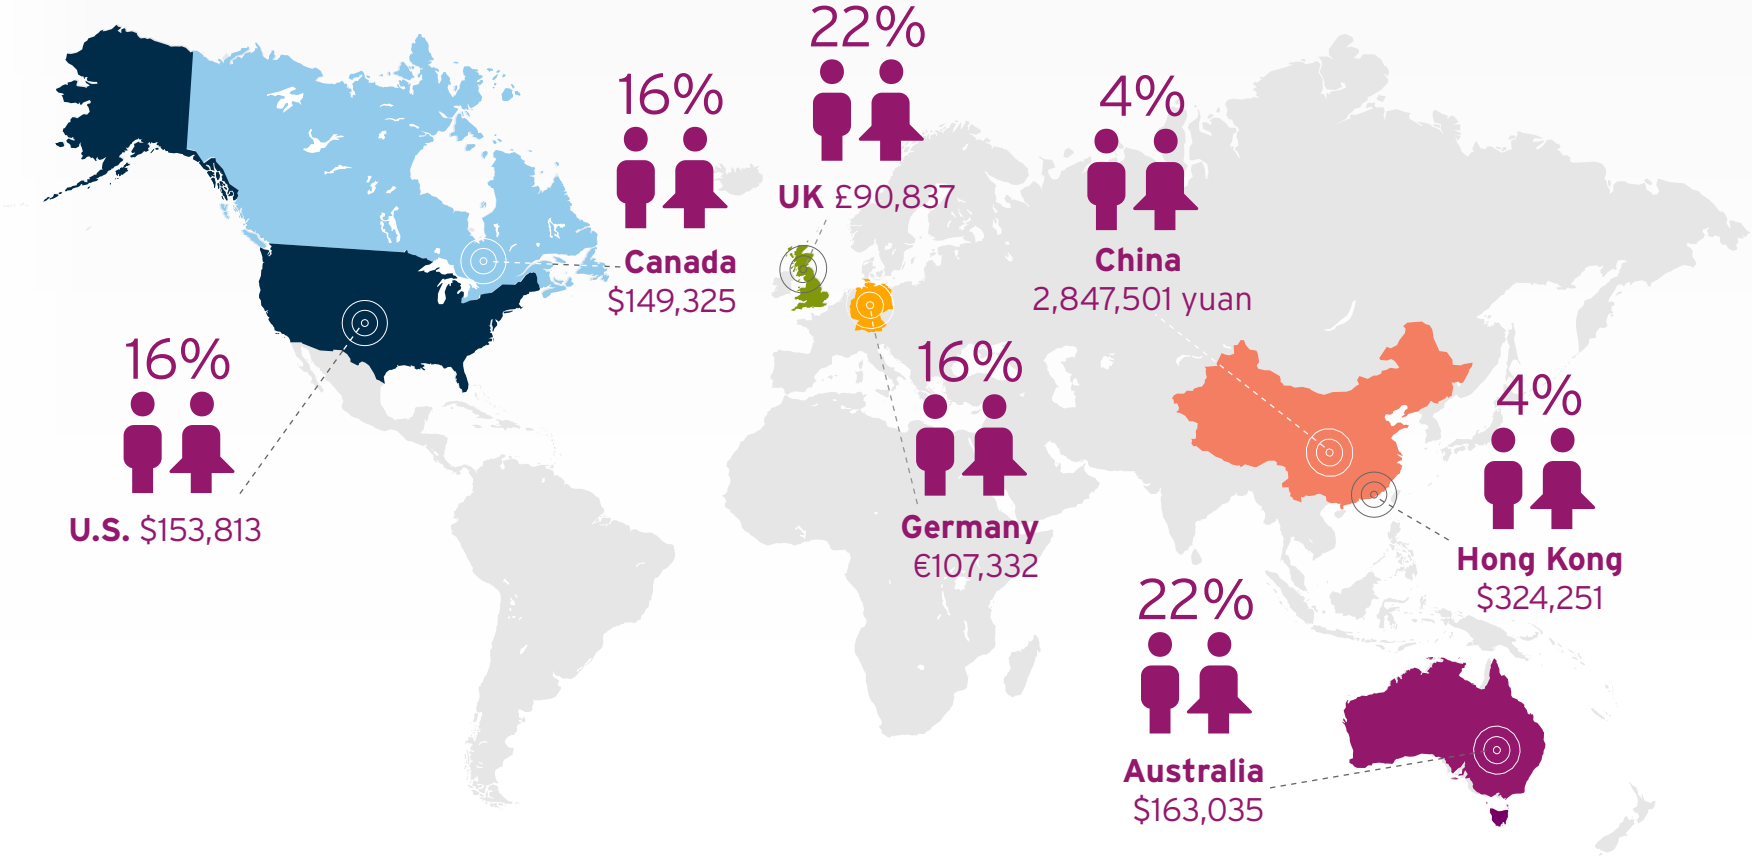 22%
UK £90,837
16%
Canada
$149,325
4%
China
2,847,501 yuan
16%
U.S. $153,813
16%
Germany
€107,332
4%
Hong Kong
$324,251
22%
Australia
$163,035